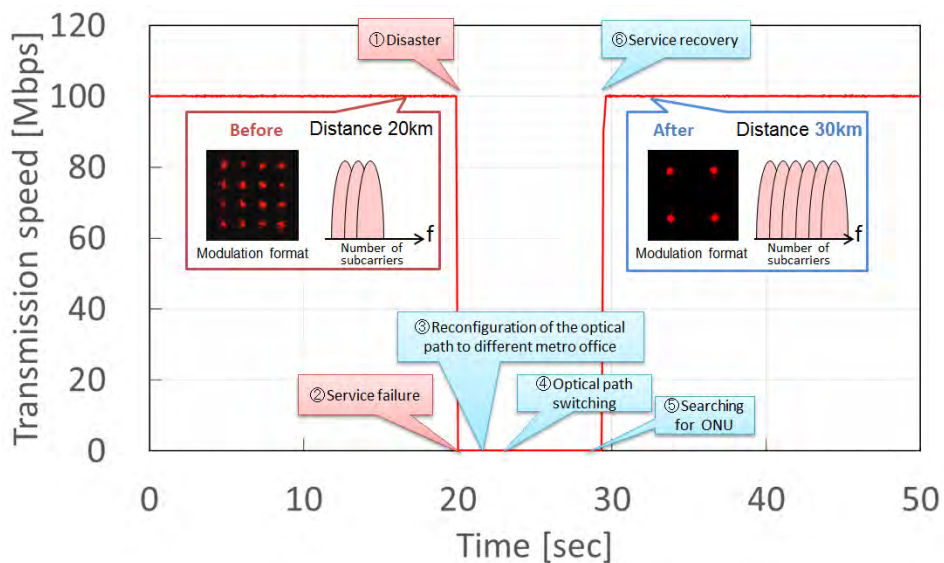 Transmission speed [Mbps]
120
100
80
60
40
20
0
①Disaster
⑥Service recovery
Before
Distance 20km
Modulation format
Number of
subcarriers
f
After
Distance 30km
Modulation format
Number of
subcarriers
f
③Reconfiguration of the optical
path to different metro office
②Service failure
④Optical path
switching
⑤Searching
for ONU
0
10
20
30
40
50
Time [sec]